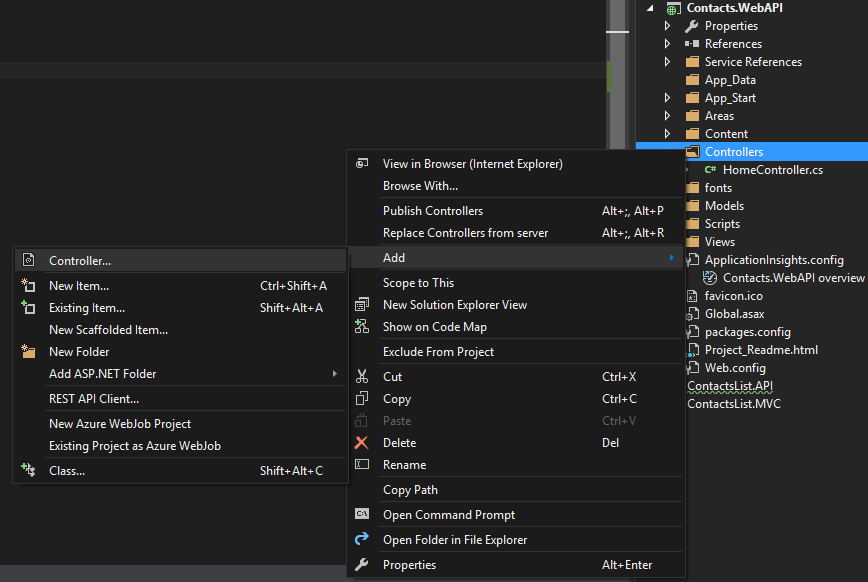 Contacts.WebAPI
Properties
References
Service References
App_Data
App_Start
Areas
Content
Controllers
C# HomeController.cs
fonts
Models
Scripts
Views
ApplicationInsights.config
Contacts.WebAPI overview
favicon.ico
Global.asax
packages.config
Project_Readme.html
Web.config
ContactsList.API
ContactsList.MVC
View in Browser (Internet Explorer)
Browse With...
Publish Controllers Alt+;, Alt+P
Replace Controllers from server Alt+;, Alt+R
Add
Scope to This
New Solution Explorer View
Show on Code Map
Exclude From Project
Cut Ctrl+X
Copy Ctrl+C
Paste Ctrl+V
Delete Del
Rename
Copy Path
C:\ Open Command Prompt
Open Folder in File Explorer
Properties Alt+Enter
Controller...
New Item... Ctrl+Shift+A
Existing Item... Shift+Alt+A
New Scaffolded Item...
New Folder
Add ASP.NET Folder
REST API Client...
New Azure WebJob Project
Existing Project as Azure WebJob
Class... Shift+Alt+C